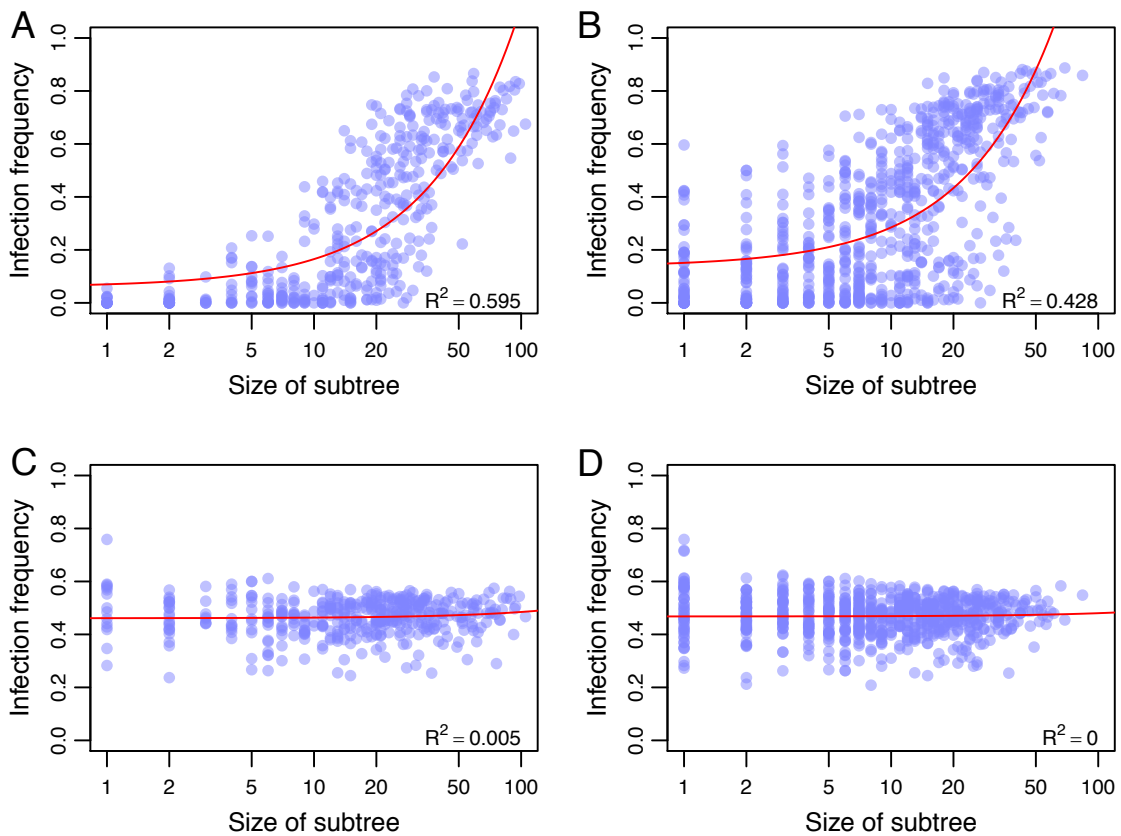 A
Infection frequency
1.0
0.8
0.6
0.4
0.2
0.0
R² = 0.595
1 2 5 10 20 50 100
Size of subtree
B
Infection frequency
1.0
0.8
0.6
0.4
0.2
0.0
R² = 0.428
1 2 5 10 20 50 100
Size of subtree
C
Infection frequency
1.0
0.8
0.6
0.4
0.2
0.0
R² = 0.005
1 2 5 10 20 50 100
Size of subtree
D
Infection frequency
1.0
0.8
0.6
0.4
0.2
0.0
R² = 0
1 2 5 10 20 50 100
Size of subtree